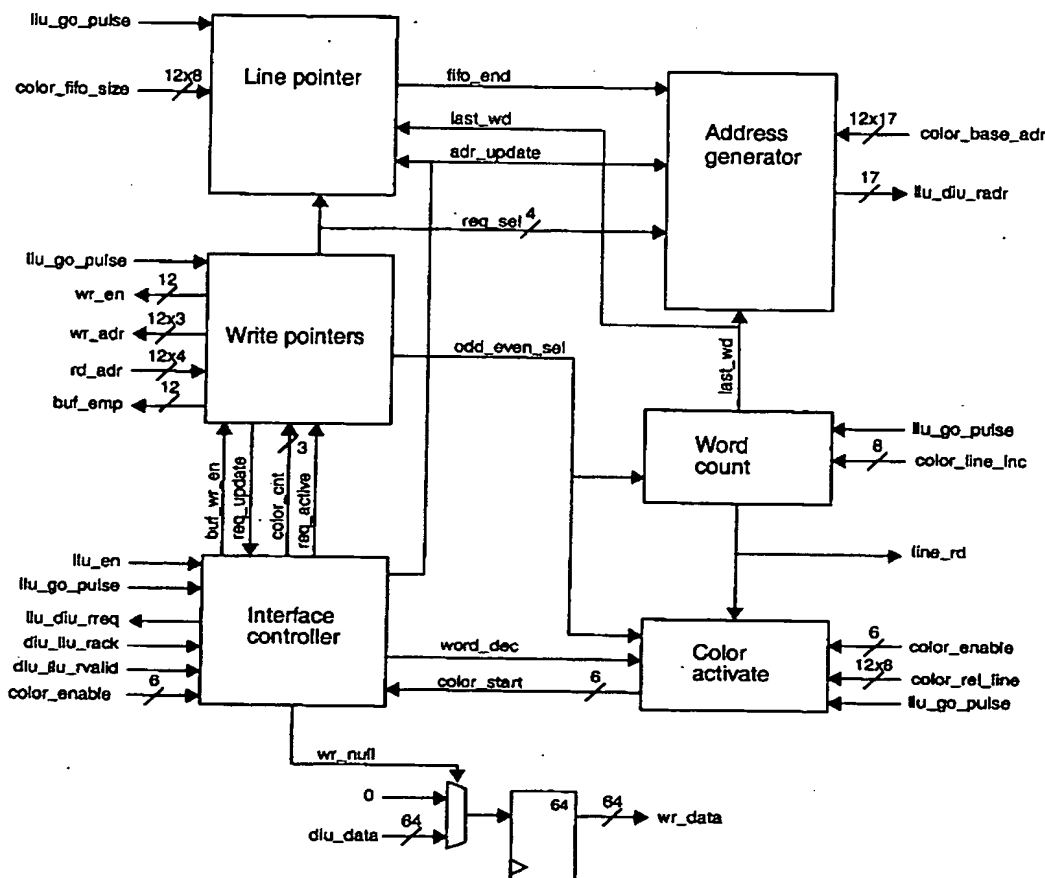 llu_go_pulse
color_fifo_size
12x8
Line pointer
fifo_end
last_wd
adr_update
req_sel
4
Address
generator
12x17
color_base_adr
17
llu_diu_radr
llu_go_pulse
wr_en
12
wr_adr
12x3
rd_adr
12x4
buf_emp
12
Write pointers
odd_even_sel
last_wd
Word
count
llu_go_pulse
8
color_line_inc
line_rd
buf_wr_en
req_update
color_cnt
3
req_active
llu_en
llu_go_pulse
llu_diu_rreq
diu_llu_rack
diu_llu_rvalid
color_enable
6
Interface
controller
word_dec
color_start
6
Color
activate
6
color_enable
12x8
color_rel_line
llu_go_pulse
wr_null
0
diu_data
64
64
64
wr_data